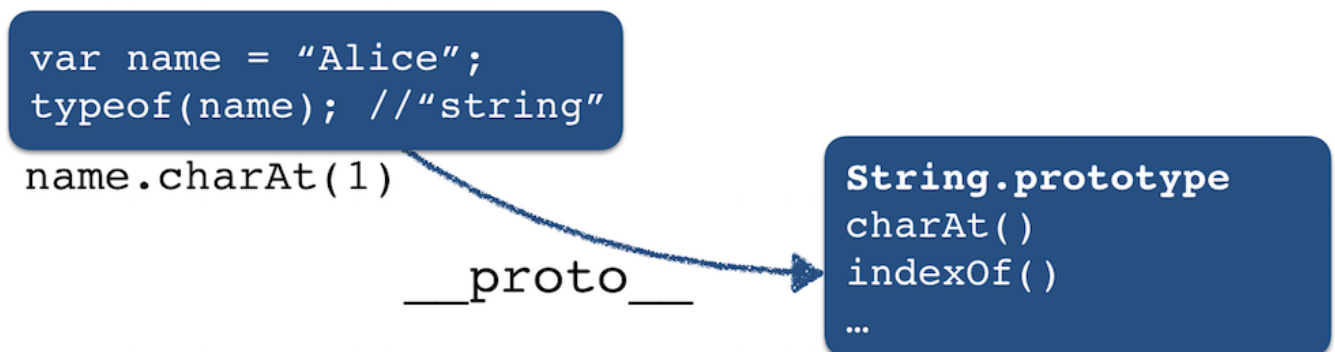 var name = “Alice”;
typeof(name); //“string”
name.charAt(1)
__proto__
String.prototype
charAt()
indexOf()
…